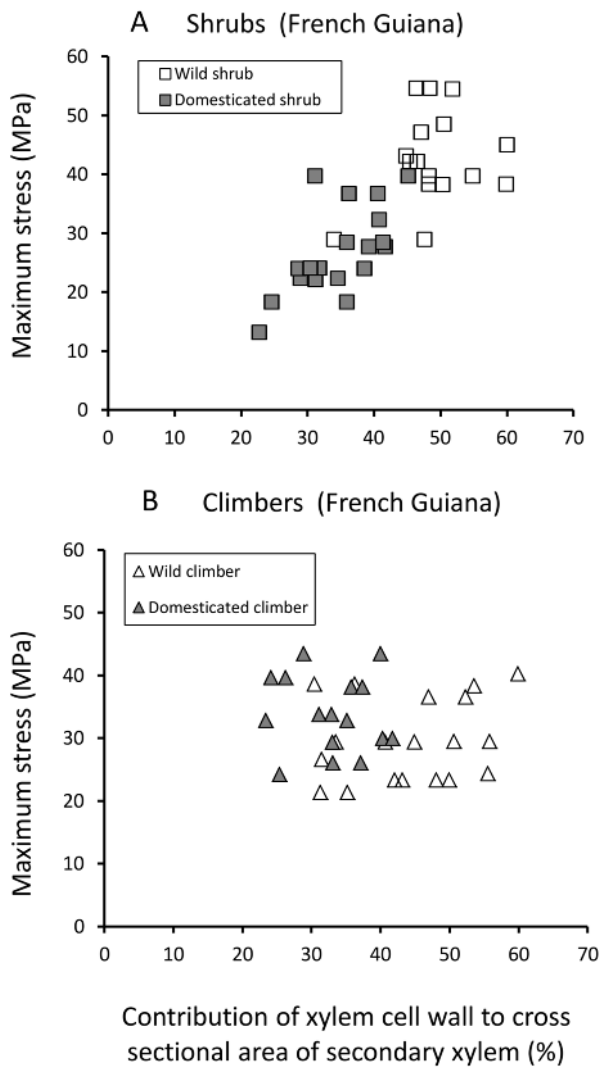 A Shrubs (French Guiana)
Maximum stress (MPa)
60
50
40
30
20
10
0
Wild shrub
Domesticated shrub
0 10 20 30 40 50 60 70
B Climbers (French Guiana)
Maximum stress (MPa)
60
50
40
30
20
10
0
Wild climber
Domesticated climber
0 10 20 30 40 50 60 70
Contribution of xylem cell wall to cross
sectional area of secondary xylem (%)